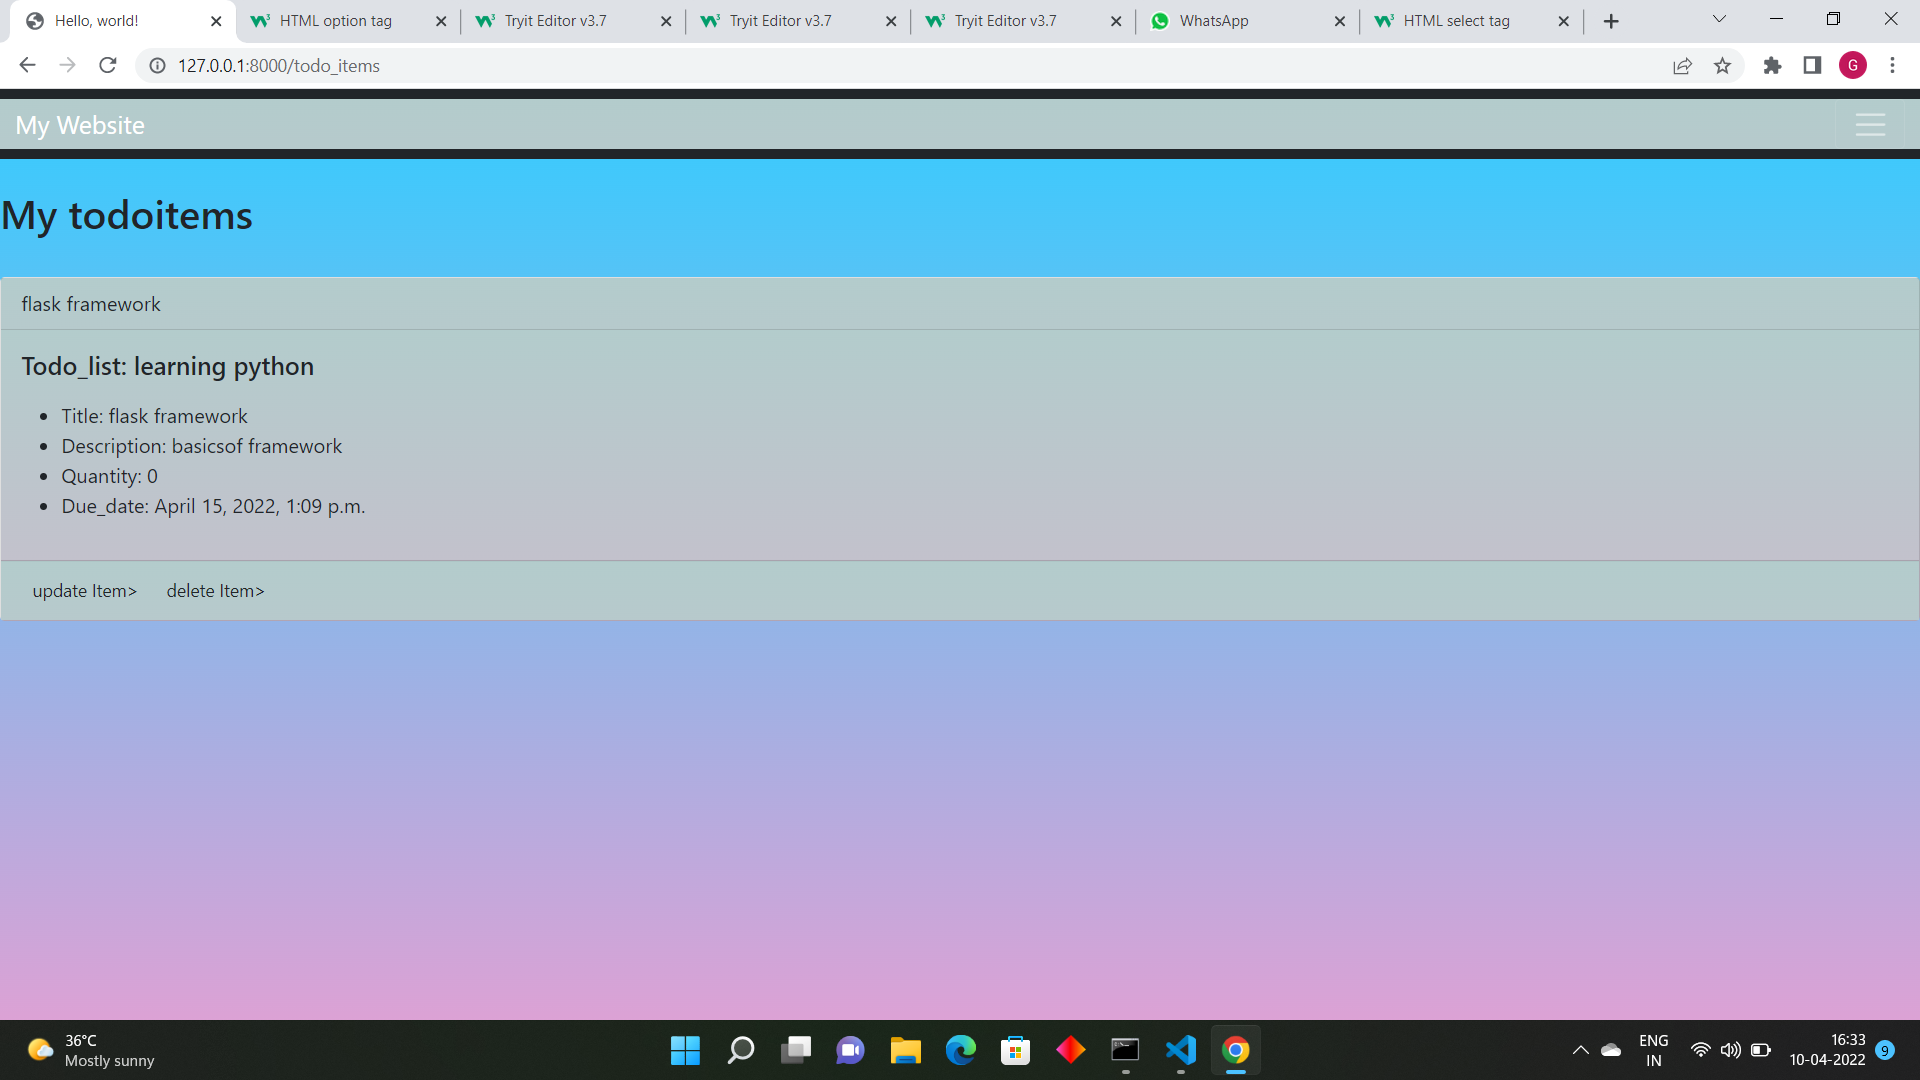 Hello, world!
HTML option tag
Tryit Editor v3.7
Tryit Editor v3.7
Tryit Editor v3.7
WhatsApp
HTML select tag
127.0.0.1:8000/todo_items
G
My Website
My todoitems
flask framework
Todo_list: learning python
Title: flask framework
Description: basicsof framework
Quantity: 0
Due_date: April 15, 2022, 1:09 p.m.
update Item> delete Item>
36°C
Mostly sunny
ENG
IN
16:33
10-04-2022
9